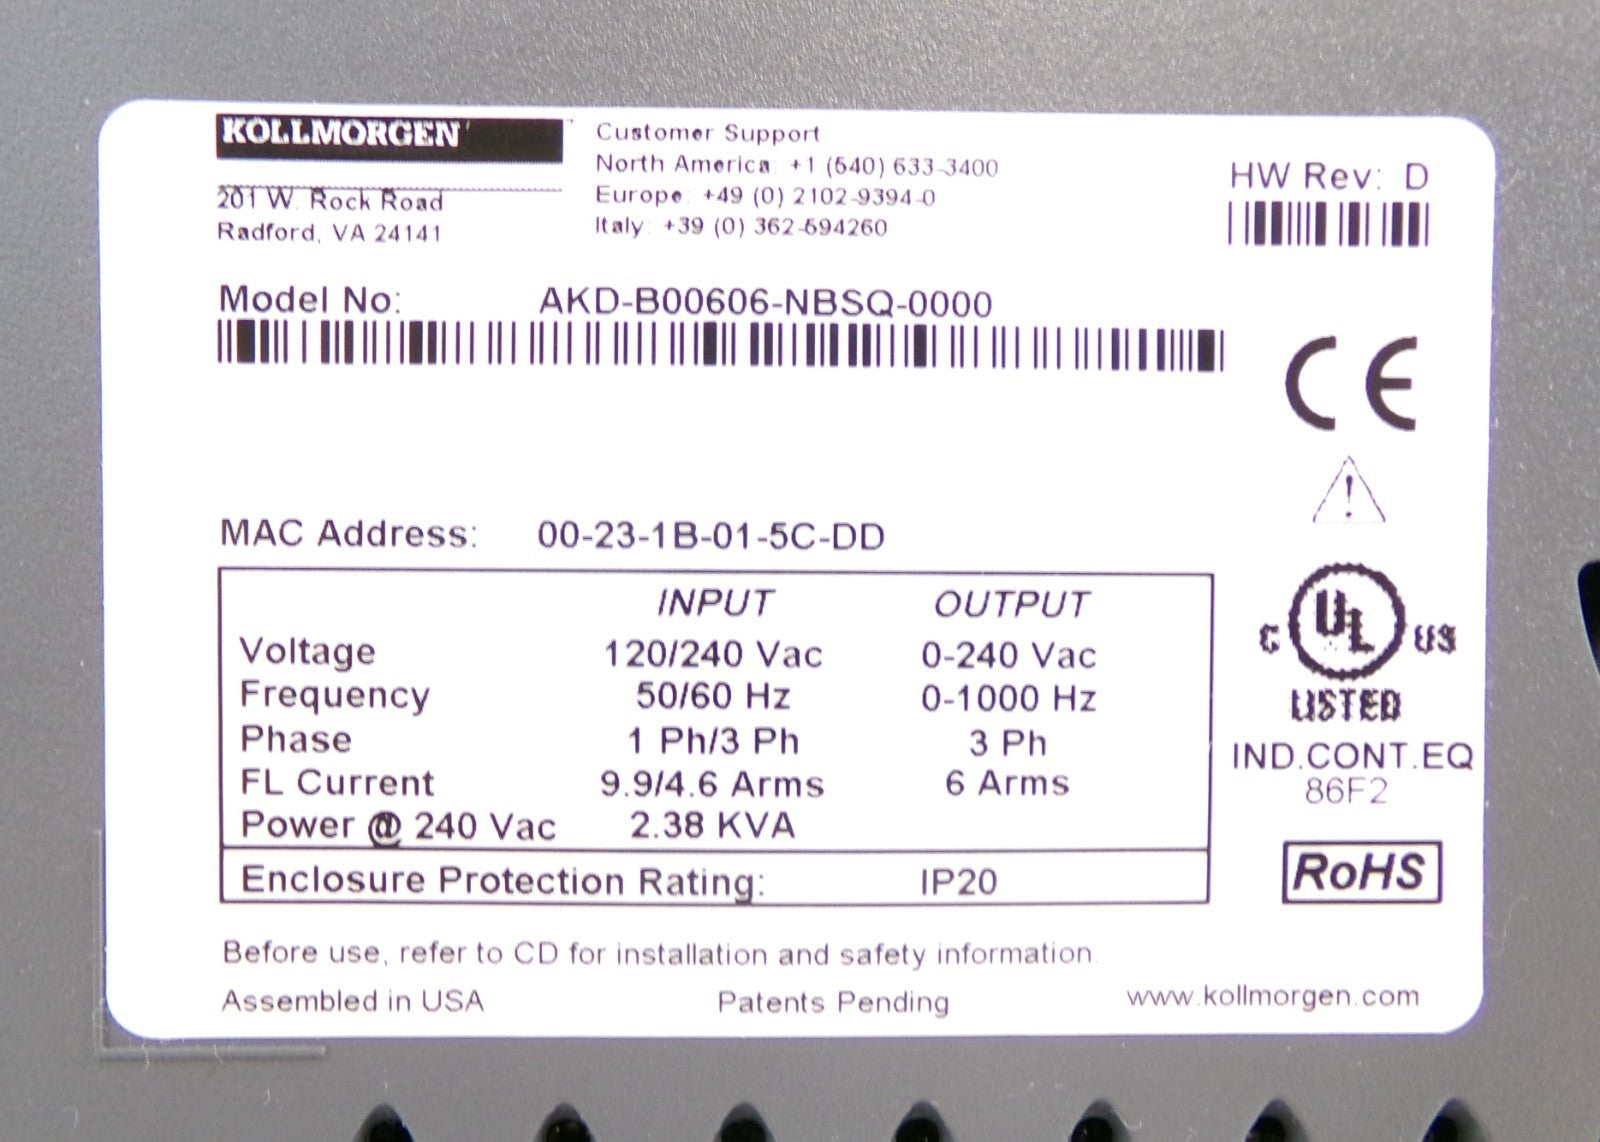 KOLLMORGEN
201 W. Rock Road
Radford, VA 24141
Customer Support
North America: +1 (540) 633-3400
Europe: +49 (0) 2102-9394-0
Italy: +39 (0) 362-594260
HW Rev: D
Model No: AKD-B00606-NBSQ-0000
CE
MAC Address: 00-23-1B-01-5C-DD
INPUT OUTPUT
Voltage 120/240 Vac 0-240 Vac
Frequency 50/60 Hz 0-1000 Hz
Phase 1 Ph/3 Ph 3 Ph
FL Current 9.9/4.6 Arms 6 Arms
Power @ 240 Vac 2.38 KVA
Enclosure Protection Rating: IP20
C UL US
LISTED
IND.CONT.EQ
86F2
RoHS
Before use, refer to CD for installation and safety information.
Assembled in USA Patents Pending www.kollmorgen.com